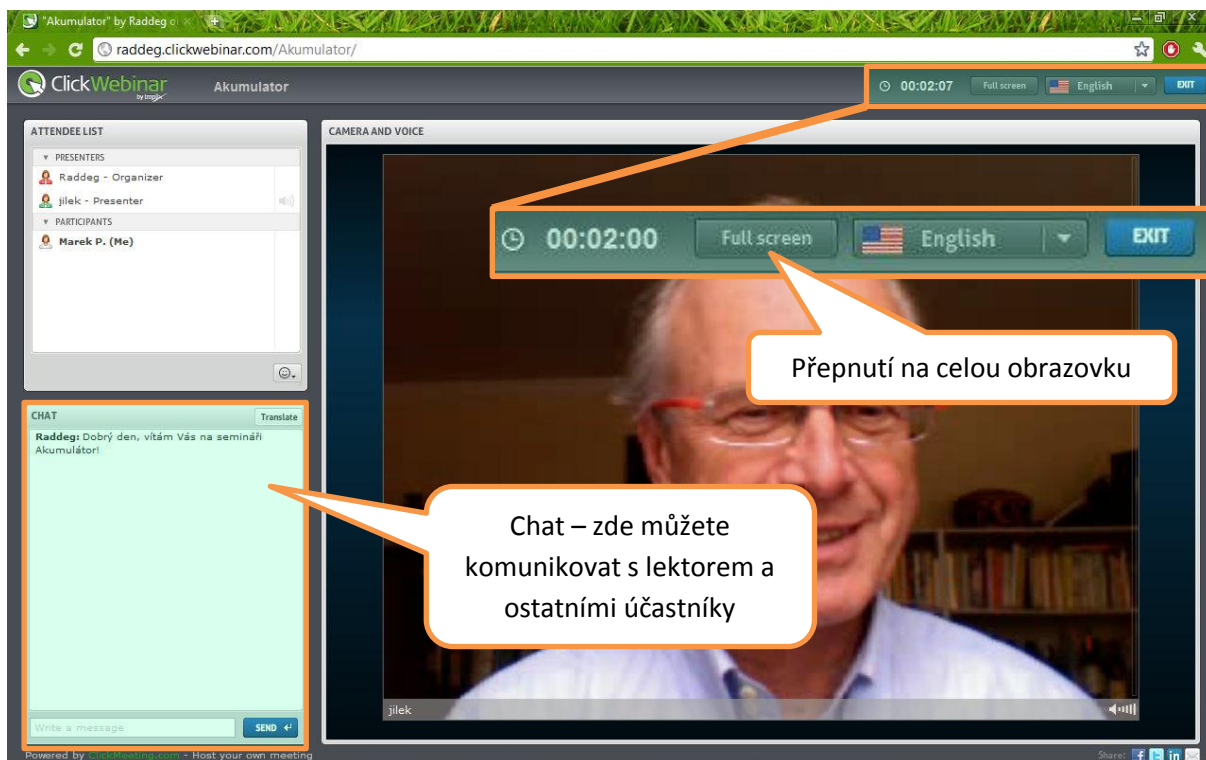 "Akumulator" by Raddeg o
raddeg.clickwebinar.com/Akumulator/
ClickWebinar
by Implix
Akumulator
00:02:07
Full screen
English
EXIT
ATTENDEE LIST
PRESENTERS
Raddeg - Organizer
jilek - Presenter
PARTICIPANTS
Marek P. (Me)
CAMERA AND VOICE
00:02:00
Full screen
English
EXIT
Přepnutí na celou obrazovku
CHAT
Translate
Raddeg: Dobrý den, vítám Vás na semináři
Akumulátor!
Chat – zde můžete
komunikovat s lektorem a
ostatními účastníky
jilek
Write a message
SEND
Powered by ClickMeeting.com - Host your own meeting
Share: